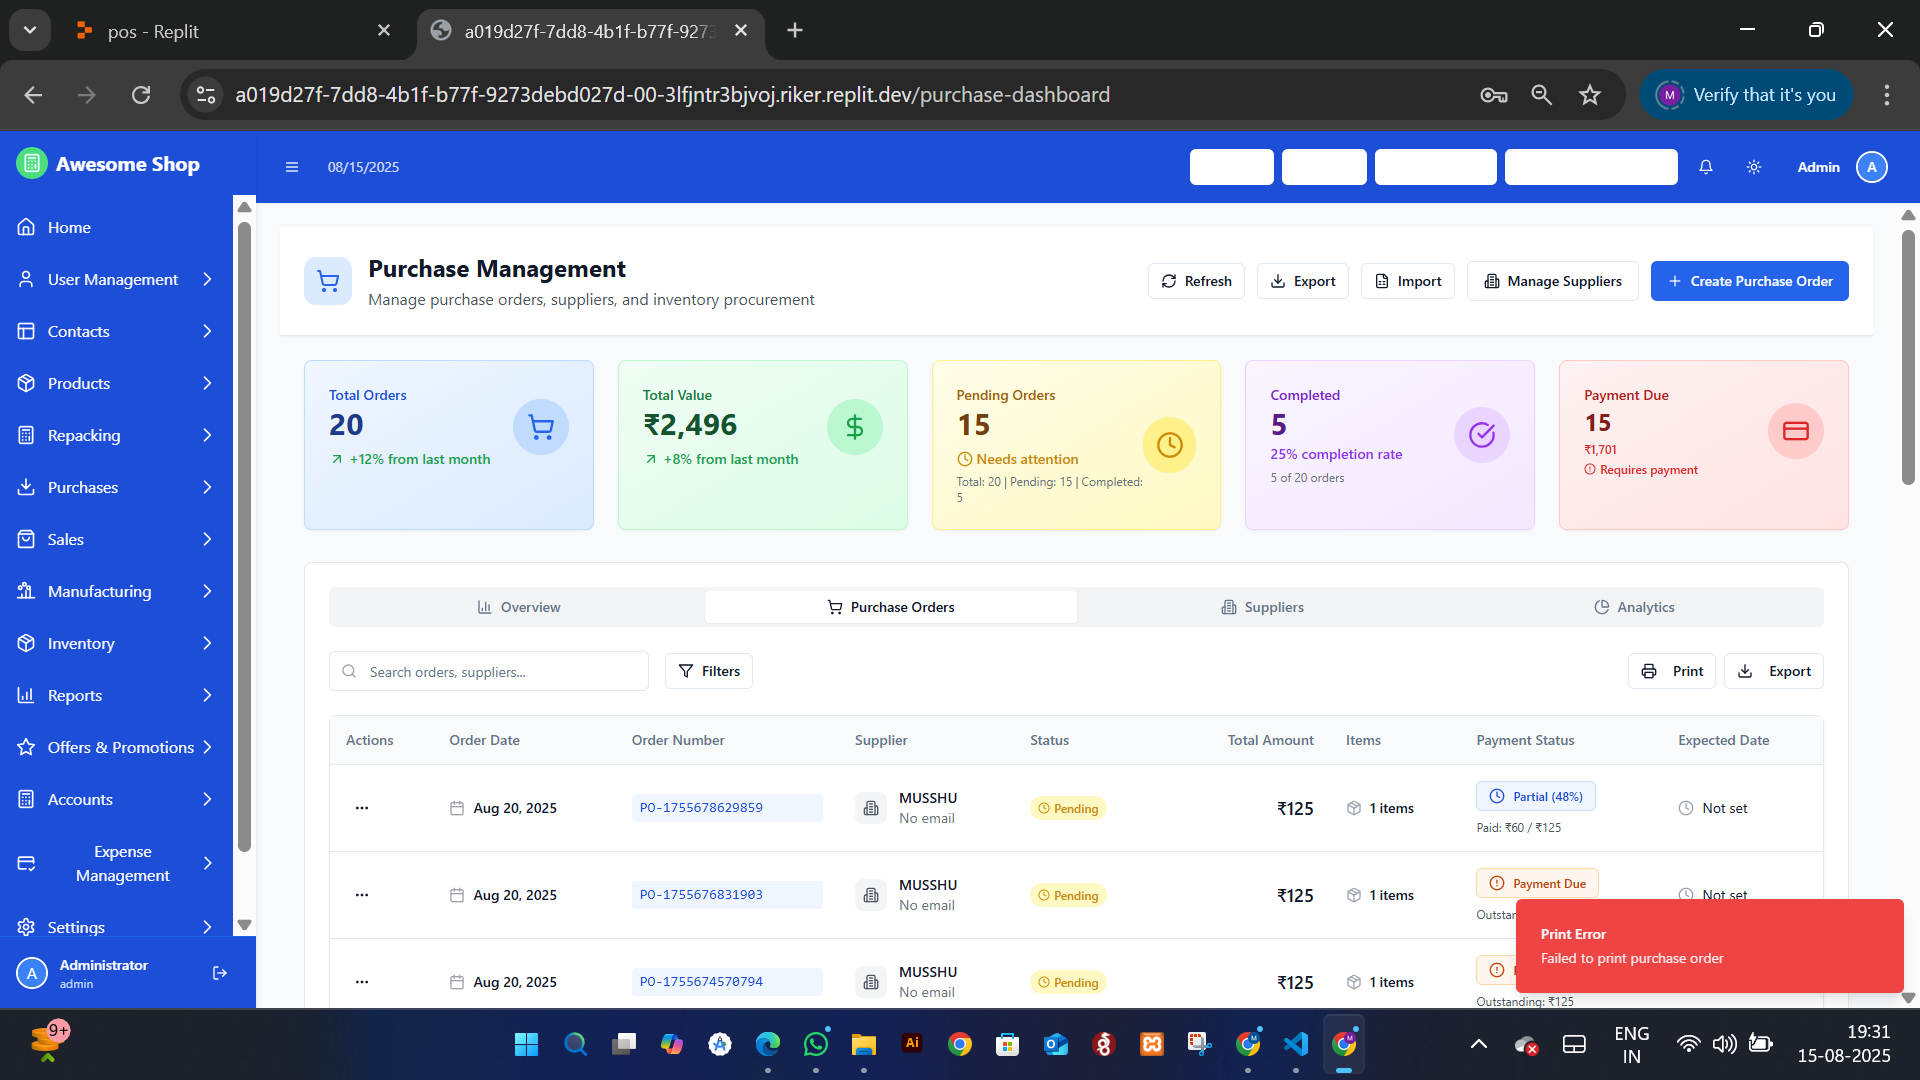 pos - Replit
a019d27f-7dd8-4b1f-b77f-9273
a019d27f-7dd8-4b1f-b77f-9273debd027d-00-3lfjntr3bjvoj.riker.replit.dev/purchase-dashboard
M
Verify that it's you
Awesome Shop
08/15/2025
Admin
A
Home
User Management
Contacts
Products
Repacking
Purchases
Sales
Manufacturing
Inventory
Reports
Offers & Promotions
Accounts
Expense
Management
Settings
A
Administrator
admin
Purchase Management
Manage purchase orders, suppliers, and inventory procurement
Refresh
Export
Import
Manage Suppliers
Create Purchase Order
Total Orders
20
+12% from last month
Total Value
₹2,496
+8% from last month
Pending Orders
15
Needs attention
Total: 20 | Pending: 15 | Completed:
5
Completed
5
25% completion rate
5 of 20 orders
Payment Due
15
₹1,701
Requires payment
Overview
Purchase Orders
Suppliers
Analytics
Search orders, suppliers...
Filters
Print
Export
Actions Order Date Order Number Supplier Status Total Amount Items Payment Status Expected Date
Aug 20, 2025 PO-1755678629859 MUSSHU Pending ₹125 1 items Partial (48%) Not set
No email Paid: ₹60 / ₹125
Aug 20, 2025 PO-1755676831903 MUSSHU Pending ₹125 1 items Payment Due Not set
No email
Aug 20, 2025 PO-1755674570794 MUSSHU Pending ₹125 1 items
No email Outstanding: ₹125
Print Error
Failed to print purchase order
9+
Ai
ENG
IN
19:31
15-08-2025